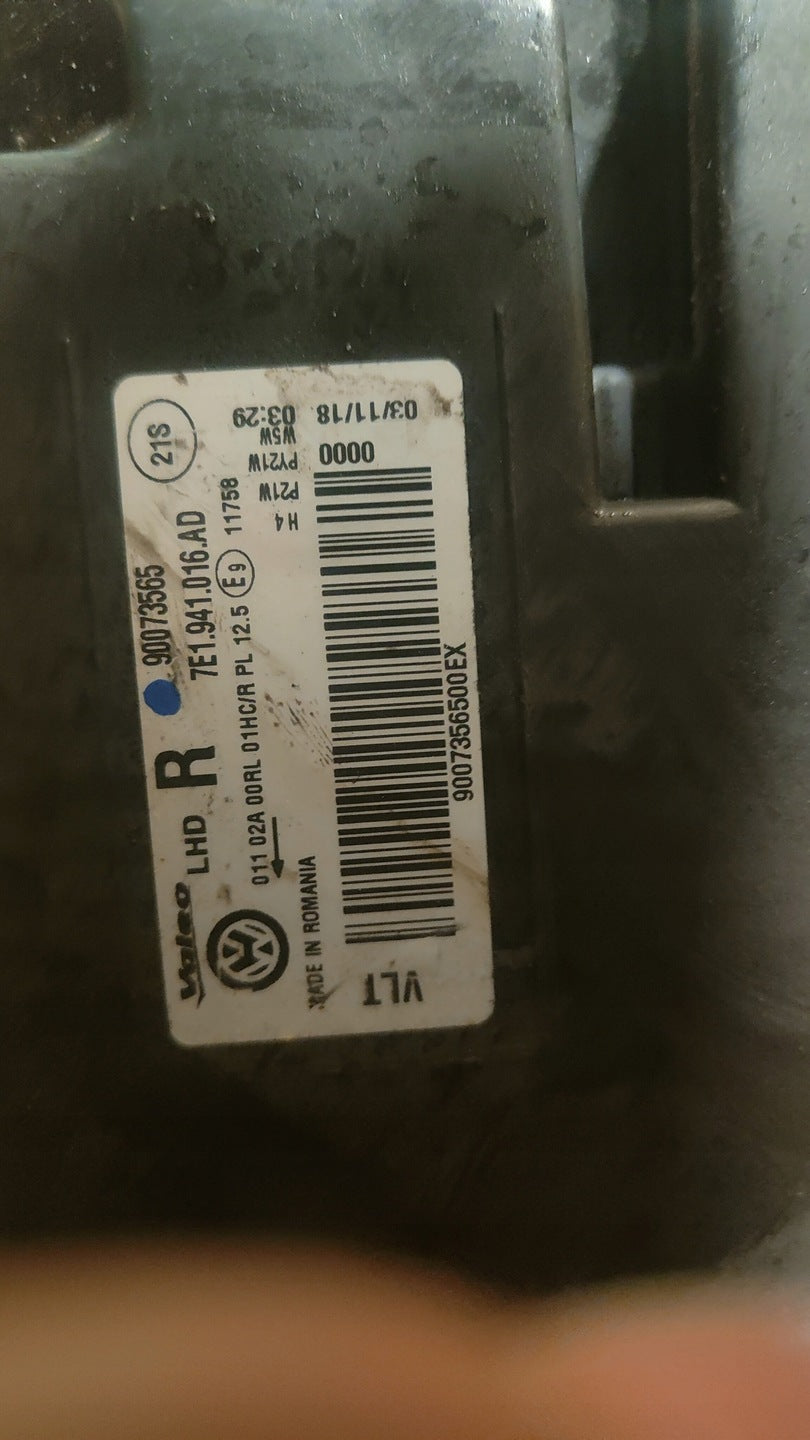 Valeo
90073565
21S
LHD R
7E1.941.016.AD
011 02A 00RL 01HC/R PL 12.5 E9 11758
MADE IN ROMANIA
H4 P21W PY21W W5W 03:29
03/11/18
0000
VLT
9007356500EX